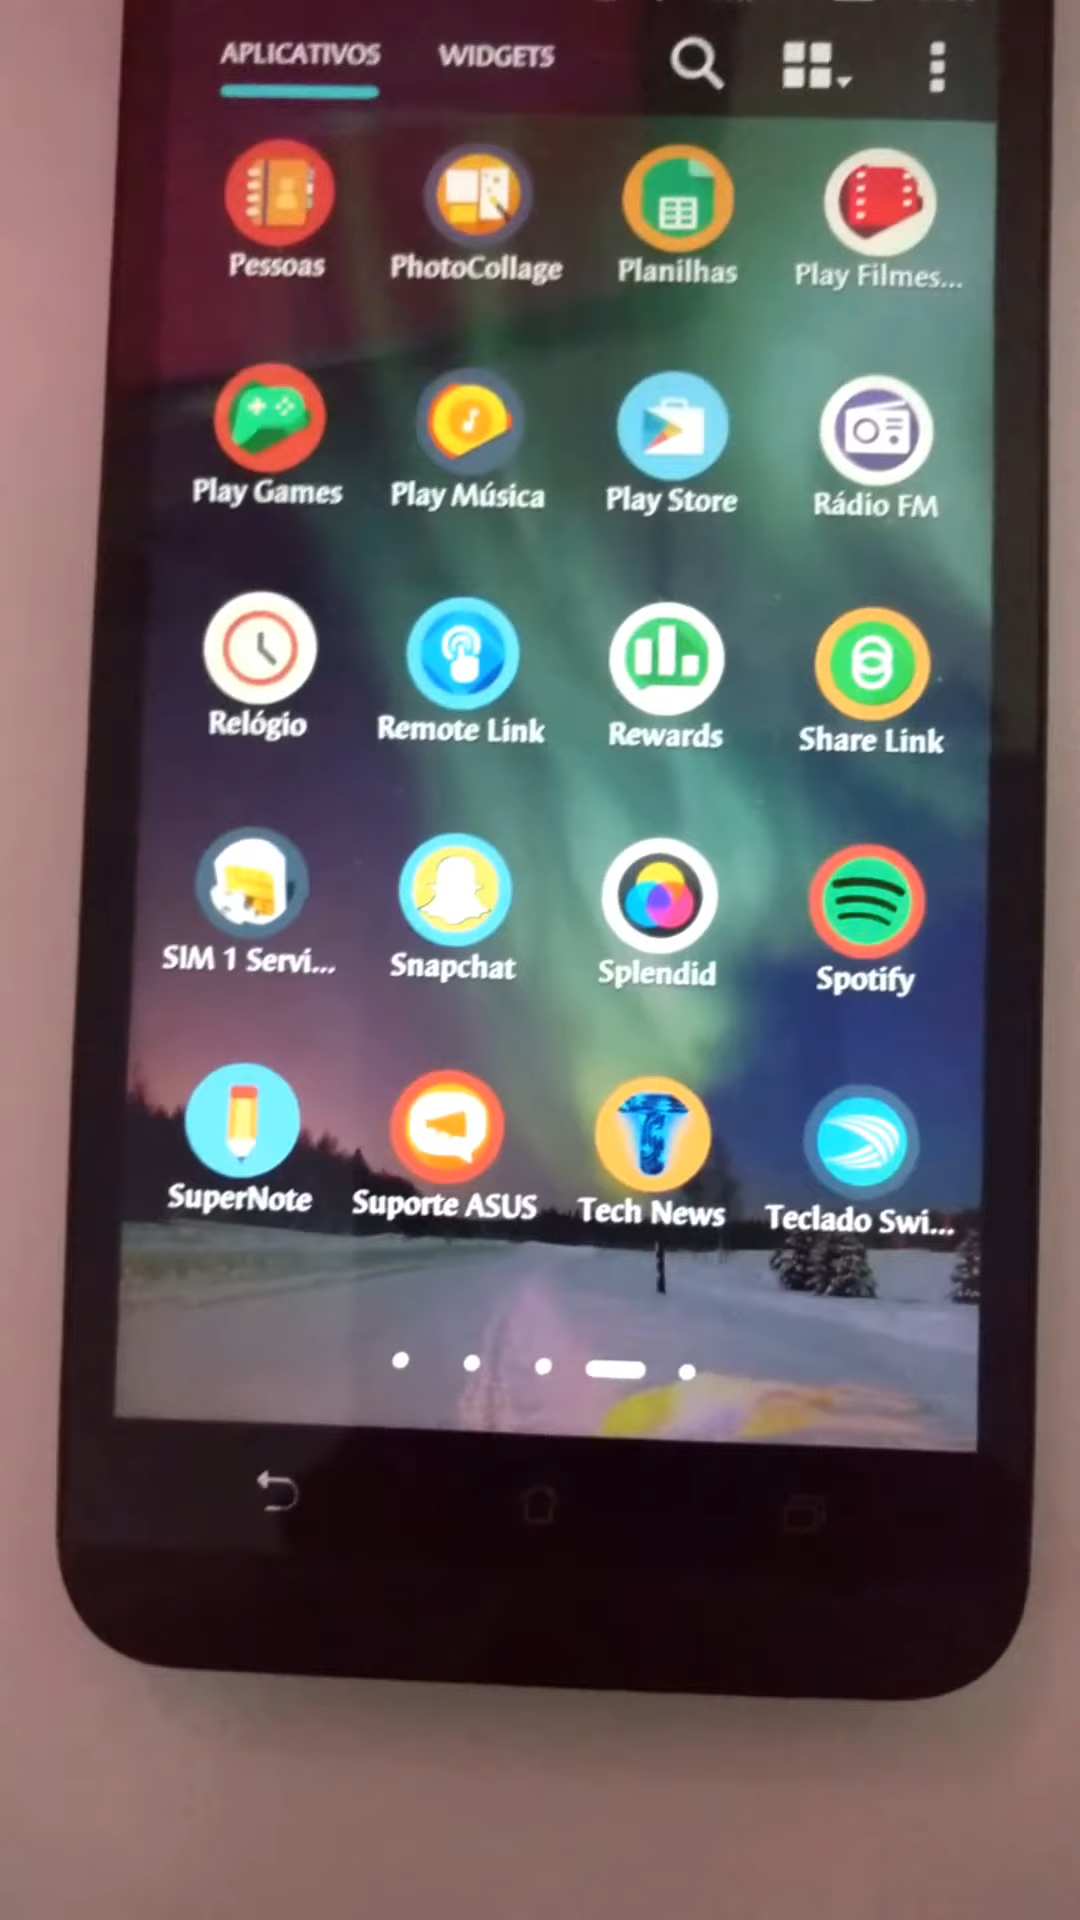 APLICATIVOS WIDGETS
Pessoas PhotoCollage Planilhas Play Filmes...
Play Games Play Música Play Store Rádio FM
Relógio Remote Link Rewards Share Link
SIM 1 Servi... Snapchat Splendid Spotify
SuperNote Suporte ASUS Tech News Teclado Swi...